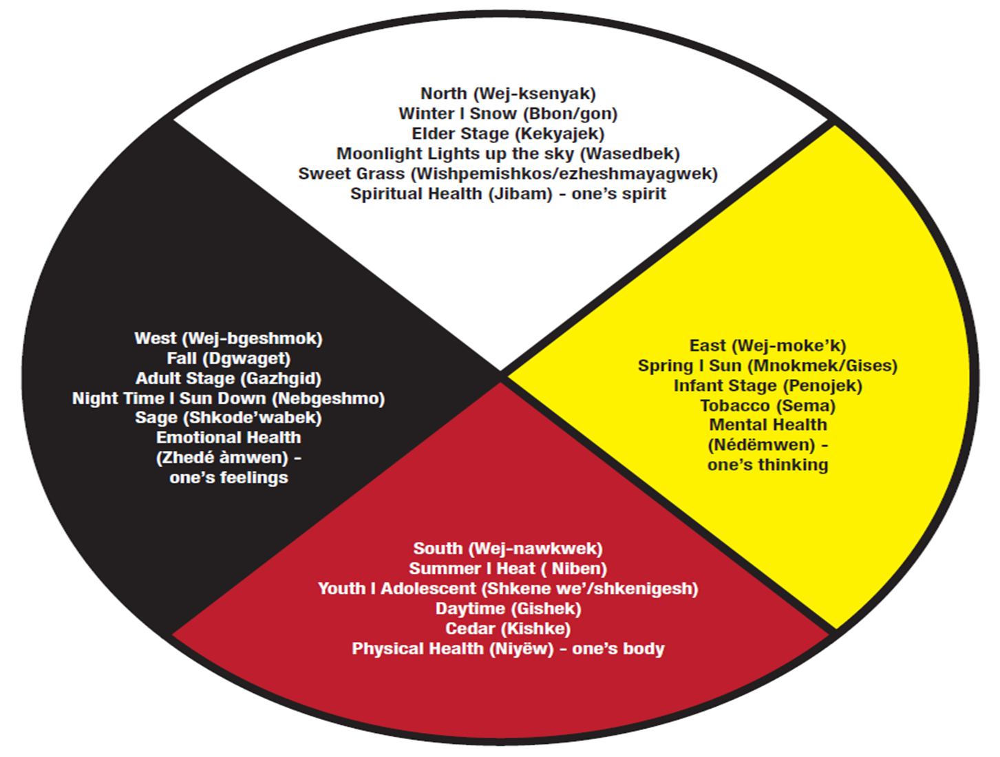 North (Wej-ksenyak)
Winter | Snow (Bbon/gon)
Elder Stage (Kekyajek)
Moonlight Lights up the sky (Wasedbek)
Sweet Grass (Wishpemishkos/ezheshmayagwek)
Spiritual Health (Jibam) - one's spirit
West (Wej-bgeshmok)
Fall (Dgwaget)
Adult Stage (Gazhgid)
Night Time | Sun Down (Nebgeshmo)
Sage (Shkode'wabek)
Emotional Health
(Zhedé àmwen) -
one's feelings
East (Wej-moke'k)
Spring | Sun (Mnokmek/Gises)
Infant Stage (Penojek)
Tobacco (Sema)
Mental Health
(Nédëmwen) -
one's thinking
South (Wej-nawkwek)
Summer | Heat ( Niben)
Youth | Adolescent (Shkene we'/shkenigesh)
Daytime (Gishek)
Cedar (Kishke)
Physical Health (Niyëw) - one's body